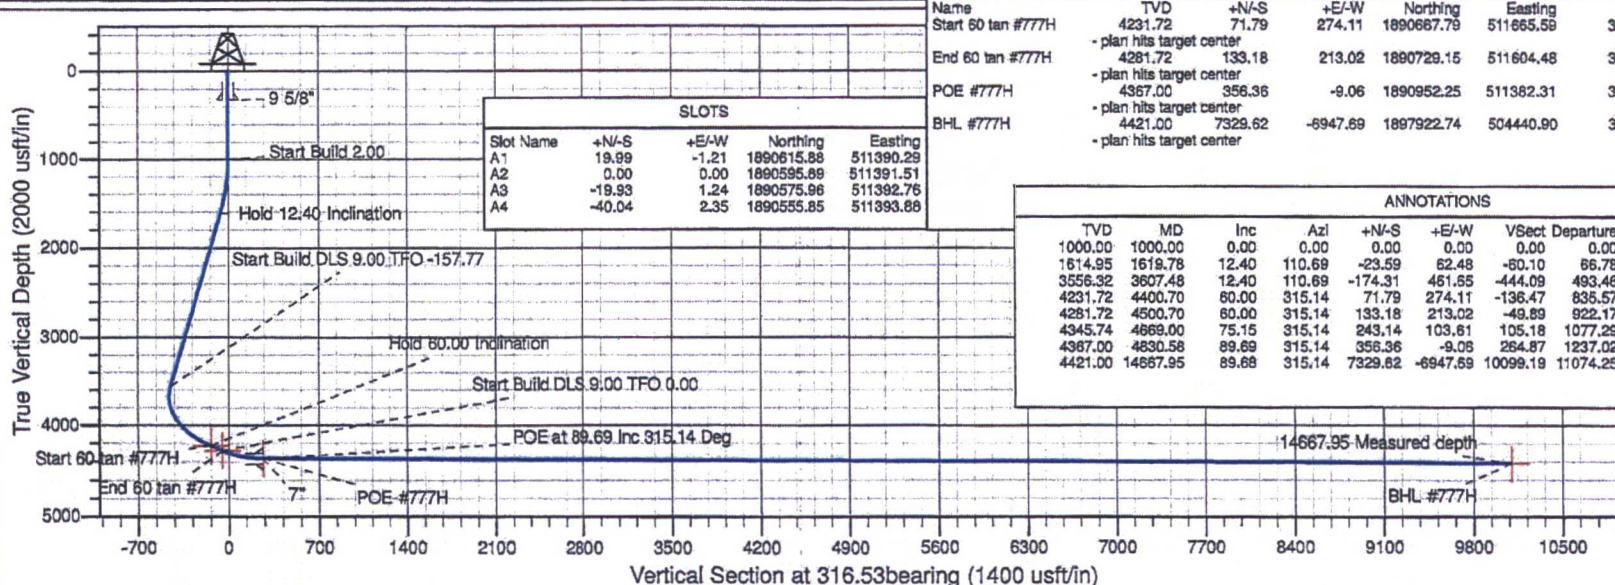 Name TVD +N/-S +E/-W Northing Easting
Start 60 tan #777H 4231.72 71.79 274.11 1890667.79 511665.59 3
- plan hits target center
End 60 tan #777H 4281.72 133.18 213.02 1890729.15 511604.48 3
- plan hits target center
POE #777H 4367.00 356.36 -9.06 1890952.25 511382.31 3
- plan hits target center
BHL #777H 4421.00 7329.62 -6947.69 1897922.74 504440.90 3
- plan hits target center
SLOTS
Slot Name +N/-S +E/-W Northing Easting
A1 19.99 -1.21 1890615.88 511390.29
A2 0.00 0.00 1890595.89 511391.51
A3 -19.93 1.24 1890575.96 511392.76
A4 -40.04 2.35 1890555.85 511393.88
ANNOTATIONS
TVD MD Inc Azi +N/-S +E/-W VSect Departure
1000.00 1000.00 0.00 0.00 0.00 0.00 0.00 0.00
1614.95 1619.78 12.40 110.69 -23.59 62.48 -60.10 66.78
3556.32 3607.48 12.40 110.69 -174.31 461.65 -444.09 493.48
4231.72 4400.70 60.00 315.14 71.79 274.11 -136.47 835.57
4281.72 4500.70 60.00 315.14 133.18 213.02 -49.89 922.17
4345.74 4669.00 75.15 315.14 243.14 103.61 105.18 1077.29
4367.00 4830.58 89.69 315.14 356.36 -9.06 264.87 1237.02
4421.00 14667.95 89.68 315.14 7329.62 -6947.69 10099.19 11074.25
True Vertical Depth (2000 usft/in)
0
1000
2000
3000
4000
5000
9 5/8"
Start Build 2.00
Hold 12.40 Inclination
Start Build DLS 9.00 TFO -157.77
Hold 60.00 Inclination
Start Build DLS 9.00 TFO 0.00
POE at 89.69 Inc 315.14 Deg
14667.95 Measured depth
Start 60 tan #777H
End 60 tan #777H
7"
POE #777H
BHL #777H
-700 0 700 1400 2100 2800 3500 4200 4900 5600 6300 7000 7700 8400 9100 9800 10500
Vertical Section at 316.53bearing (1400 usft/in)